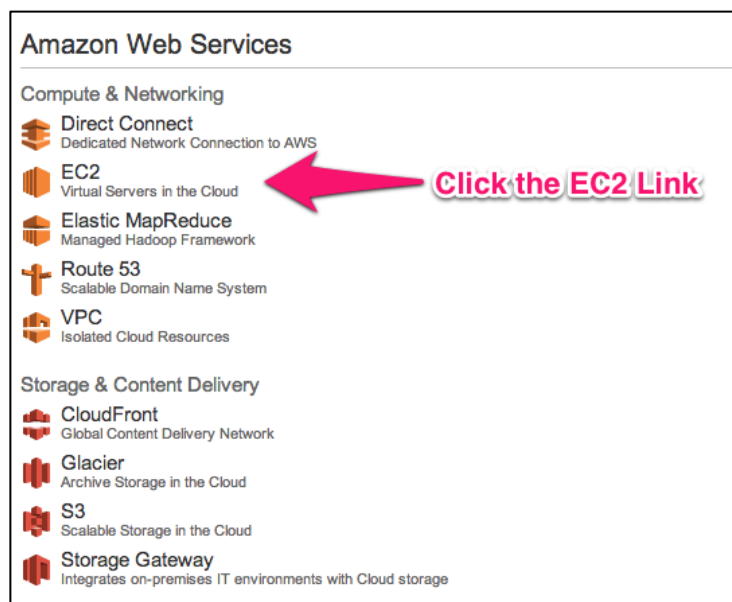 Amazon Web Services
Compute & Networking
Direct Connect
Dedicated Network Connection to AWS
EC2
Virtual Servers in the Cloud
Click the EC2 Link
Elastic MapReduce
Managed Hadoop Framework
Route 53
Scalable Domain Name System
VPC
Isolated Cloud Resources
Storage & Content Delivery
CloudFront
Global Content Delivery Network
Glacier
Archive Storage in the Cloud
S3
Scalable Storage in the Cloud
Storage Gateway
Integrates on-premises IT environments with Cloud storage